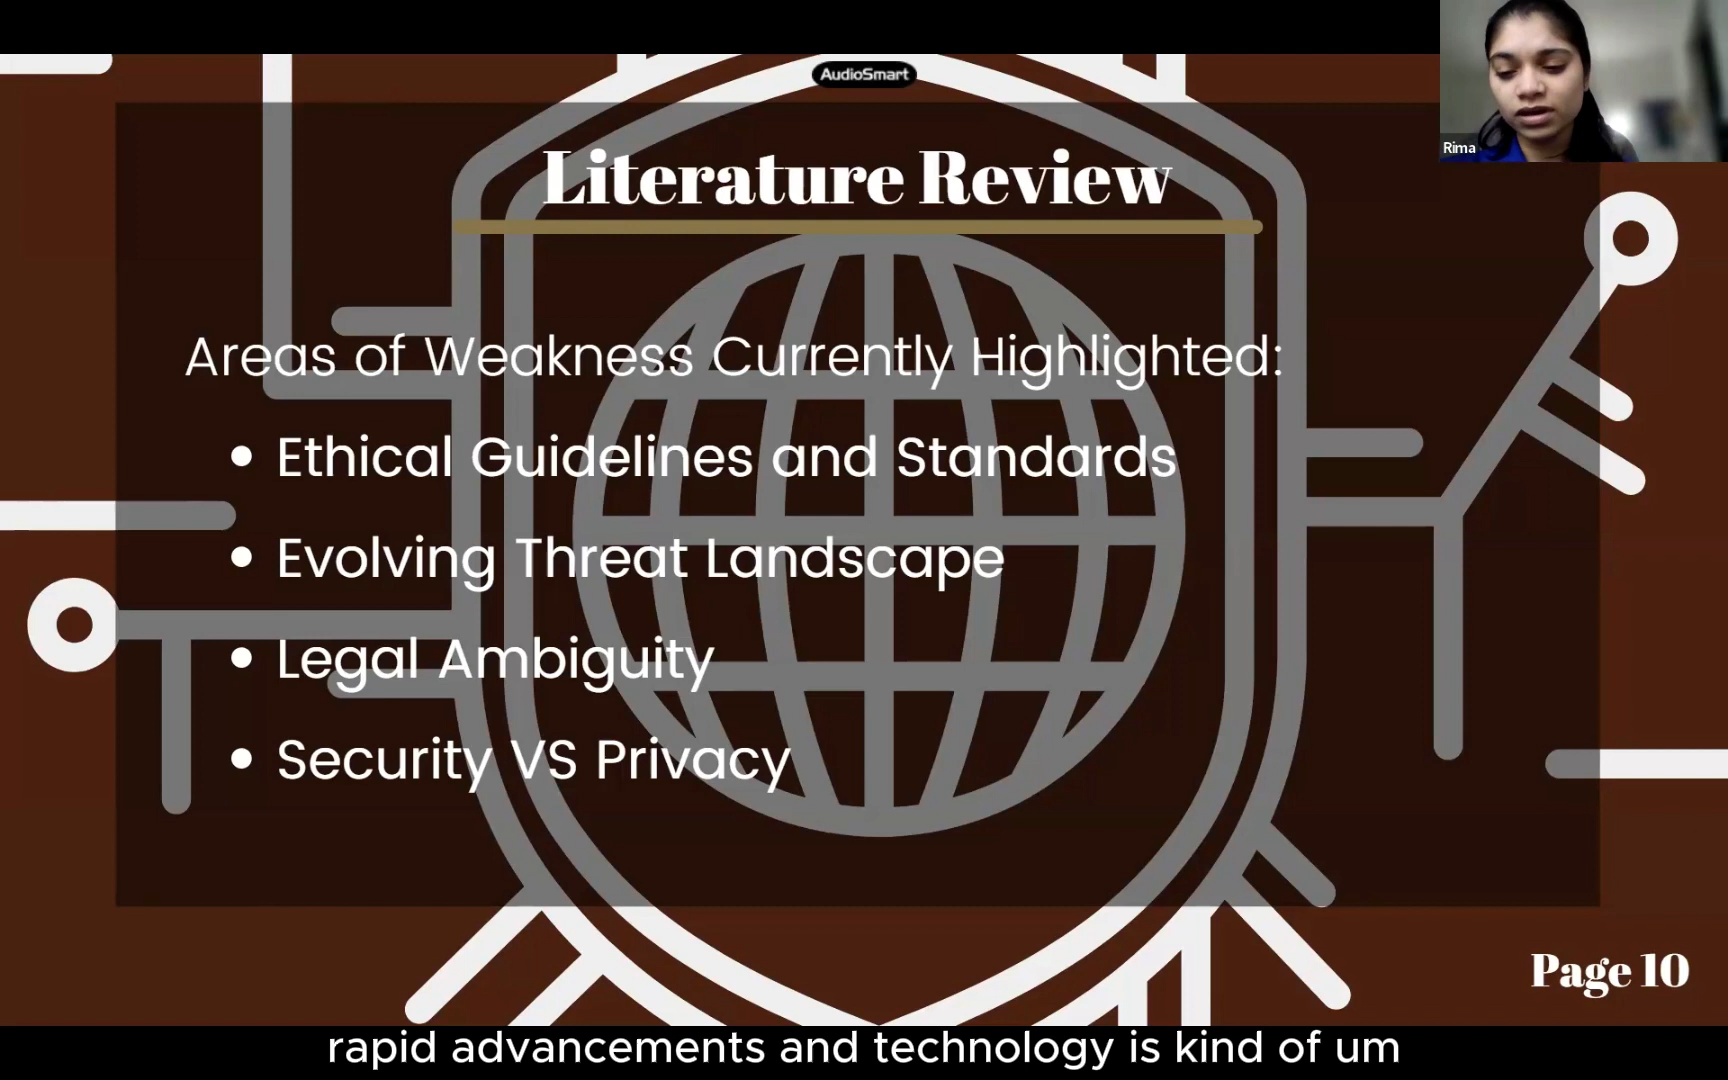 AudioSmart
Rima
Literature Review
Areas of Weakness Currently Highlighted:
• Ethical Guidelines and Standards
• Evolving Threat Landscape
• Legal Ambiguity
• Security VS Privacy
Page 10
rapid advancements and technology is kind of um